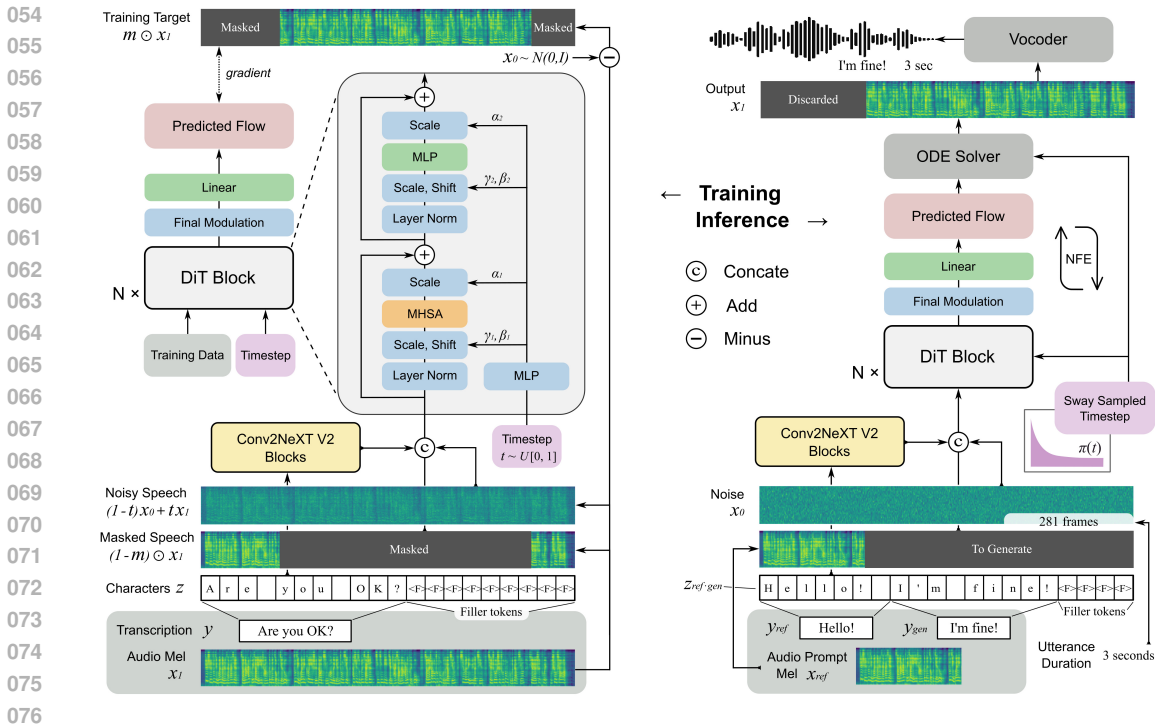 054
055
056
057
058
059
060
061
062
063
064
065
066
067
068
069
070
071
072
073
074
075
076
Training Target
m ⊙ x₁
Masked
Masked
x₀ ~ N(0,I)
gradient
Predicted Flow
Linear
Final Modulation
DiT Block
N ×
Training Data
Timestep
Scale
α₂
MLP
Scale, Shift
γ₂, β₂
Layer Norm
Scale
α₁
MHSA
Scale, Shift
γ₁, β₁
Layer Norm
MLP
Timestep
t ~ U[0, 1]
Conv2NeXT V2
Blocks
C
Noisy Speech
(1-t)x₀+tx₁
Masked Speech
(1-m) ⊙ x₁
Masked
Characters z
A r e y o u O K ? <F> <F> <F> <F> <F> <F> <F> <F> <F>
Filler tokens
Transcription y
Are you OK?
Audio Mel
x₁
← Training
Inference →
C Concate
+ Add
− Minus
Vocoder
I'm fine! 3 sec
Output
x₁
Discarded
ODE Solver
Predicted Flow
NFE
Linear
Final Modulation
DiT Block
N ×
Sway Sampled
Timestep
π(t)
Conv2NeXT V2
Blocks
C
Noise
x₀
281 frames
To Generate
z ref·gen
H e l l o ! I ' m f i n e ! <F> <F> <F> <F>
Filler tokens
y ref
Hello!
y gen
I'm fine!
Audio Prompt
Mel x ref
Utterance
Duration
3 seconds